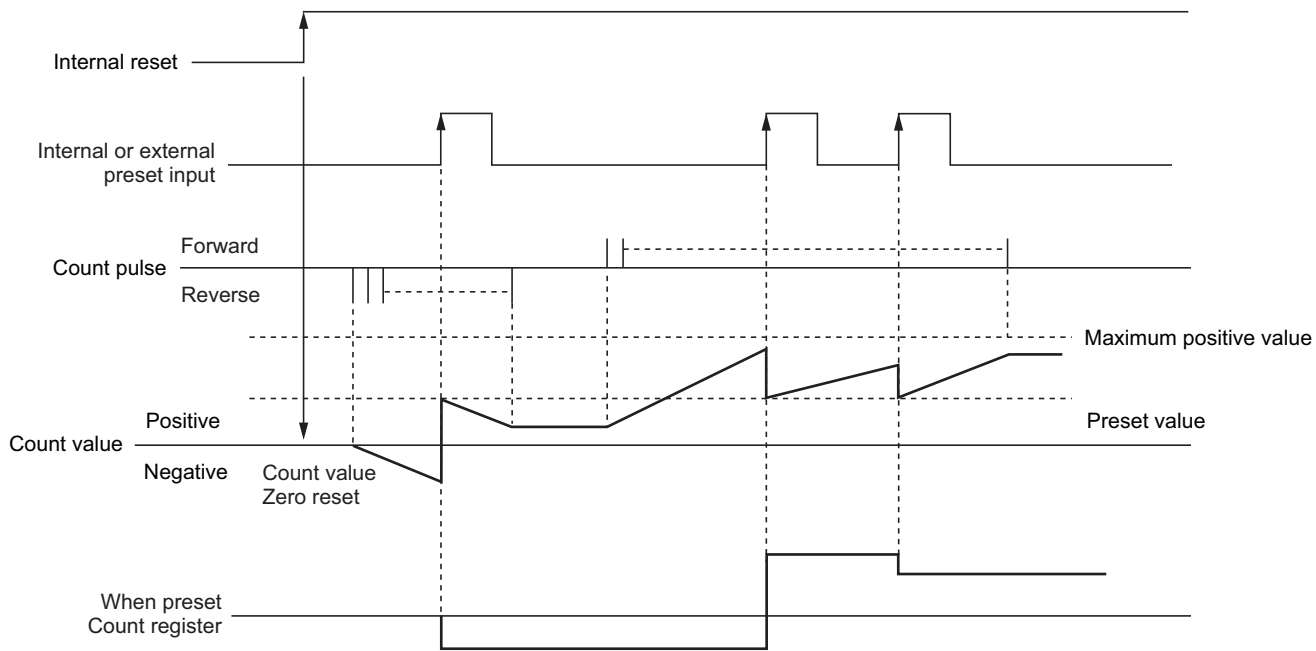 Internal reset
Internal or external
preset input
Forward
Count pulse
Reverse
Maximum positive value
Positive
Preset value
Count value
Negative
Count value
Zero reset
When preset
Count register